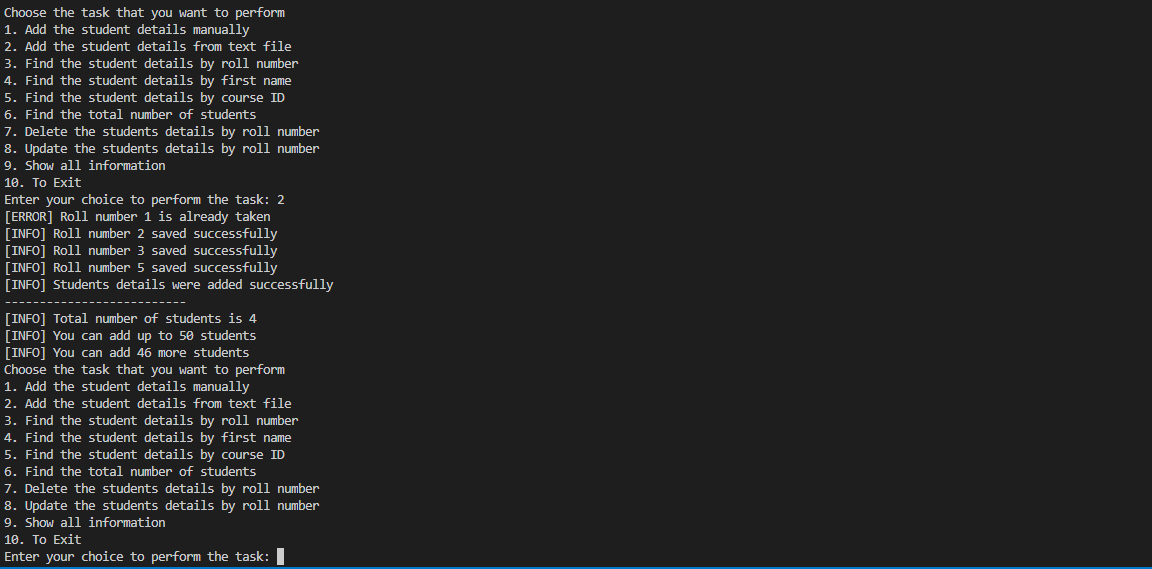 Choose the task that you want to perform
1. Add the student details manually
2. Add the student details from text file
3. Find the student details by roll number
4. Find the student details by first name
5. Find the student details by course ID
6. Find the total number of students
7. Delete the students details by roll number
8. Update the students details by roll number
9. Show all information
10. To Exit
Enter your choice to perform the task: 2
[ERROR] Roll number 1 is already taken
[INFO] Roll number 2 saved successfully
[INFO] Roll number 3 saved successfully
[INFO] Roll number 5 saved successfully
[INFO] Students details were added successfully
--------------------------
[INFO] Total number of students is 4
[INFO] You can add up to 50 students
[INFO] You can add 46 more students
Choose the task that you want to perform
1. Add the student details manually
2. Add the student details from text file
3. Find the student details by roll number
4. Find the student details by first name
5. Find the student details by course ID
6. Find the total number of students
7. Delete the students details by roll number
8. Update the students details by roll number
9. Show all information
10. To Exit
Enter your choice to perform the task: